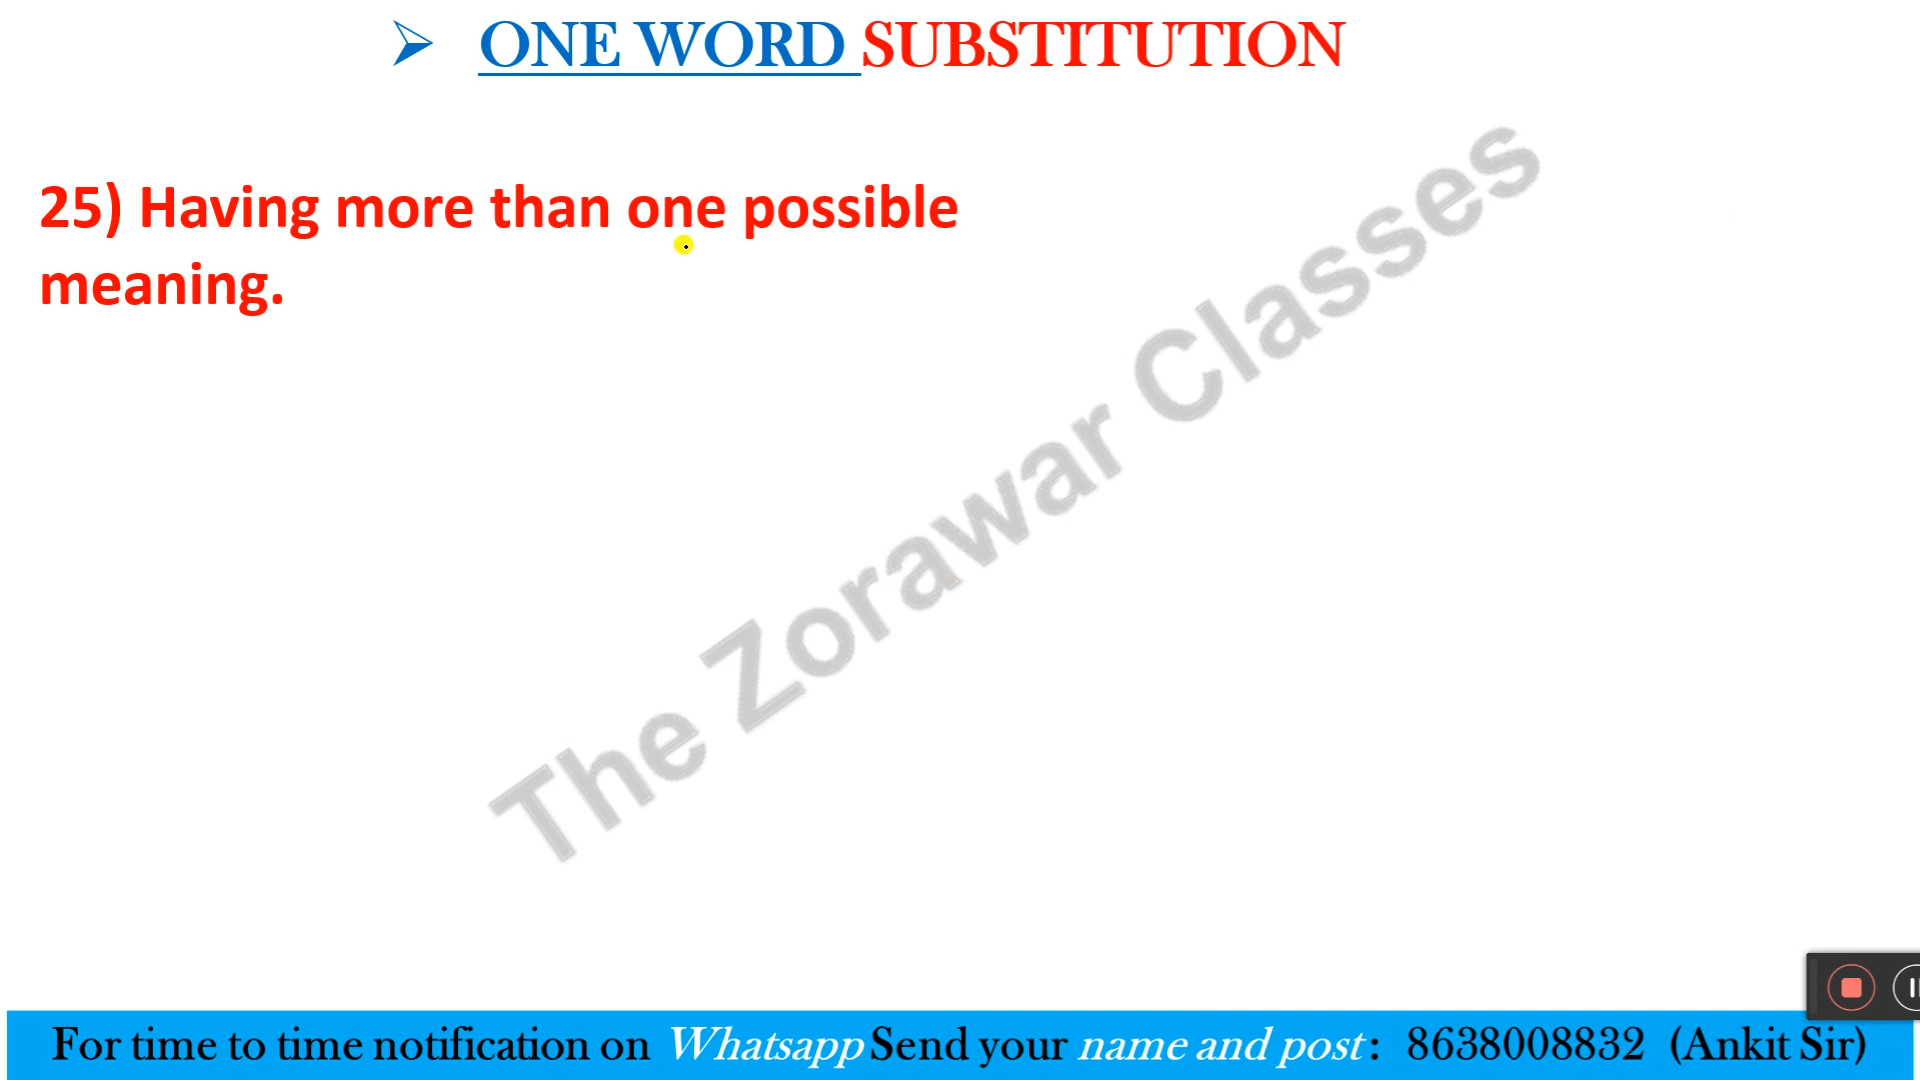 ONE WORD SUBSTITUTION
25) Having more than one possible
meaning.
The Zorawar Classes
For time to time notification on Whatsapp Send your name and post : 8638008832 (Ankit Sir)